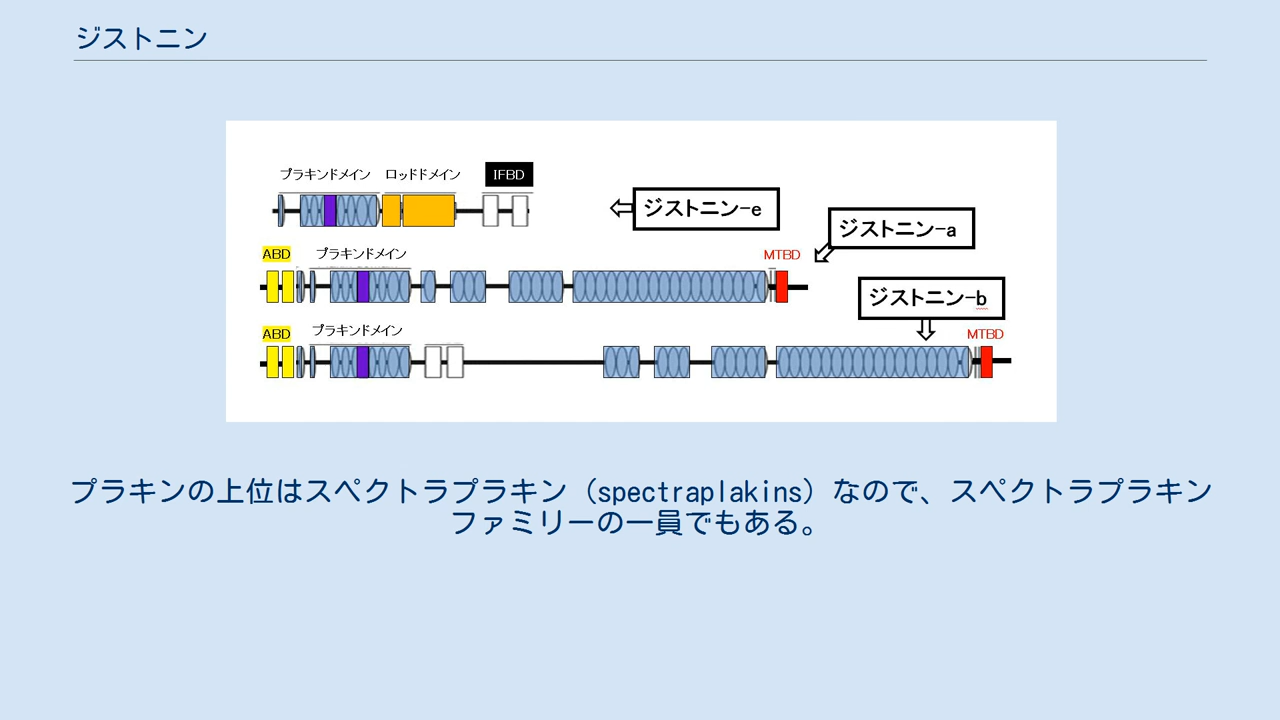 ジストニン
プラキンドメイン ロッドドメイン IFBD
ジストニン-e
ジストニン-a
ABD プラキンドメイン MTBD
ジストニン-b
ABD プラキンドメイン MTBD
プラキンの上位はスペクトラプラキン（spectraplakins）なので、スペクトラプラキン
ファミリーの一員でもある。